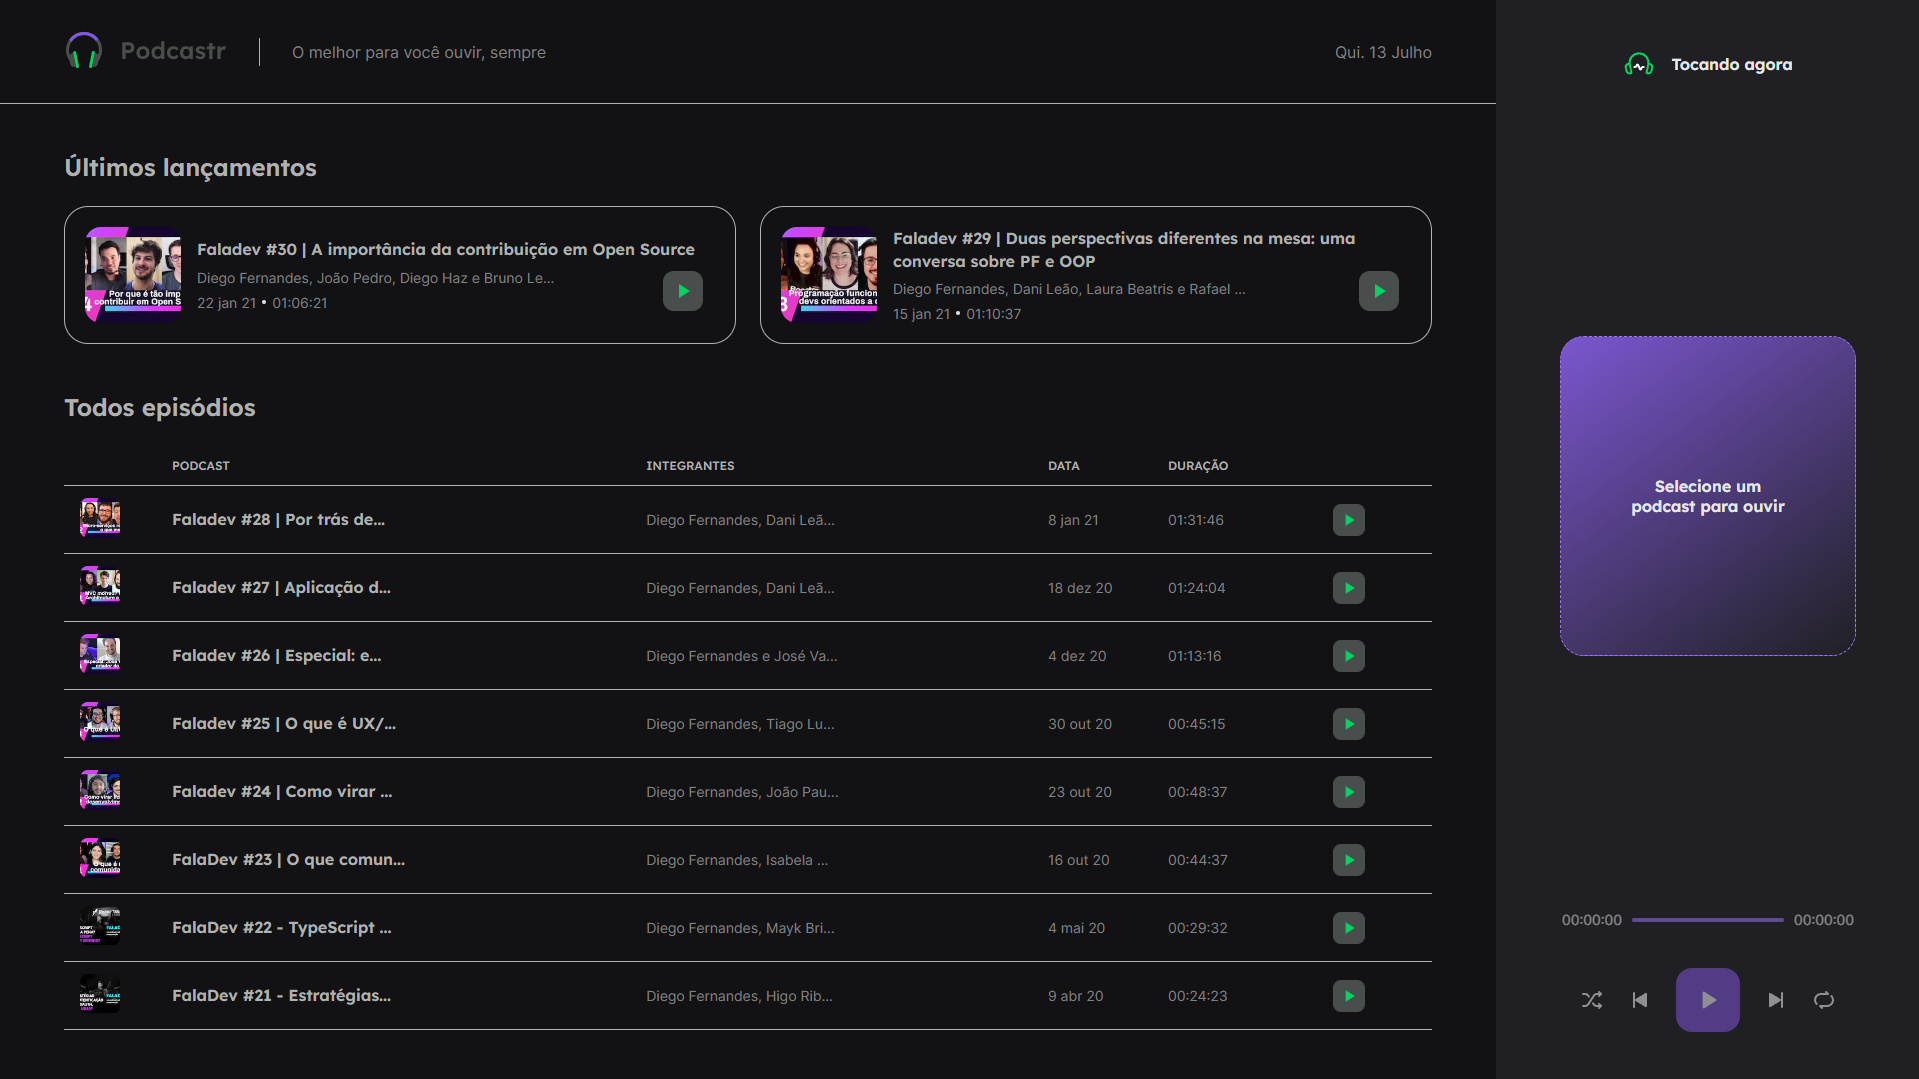 Podcastr
O melhor para você ouvir, sempre
Qui. 13 Julho
Tocando agora
Últimos lançamentos
Faladev #30 | A importância da contribuição em Open Source
Diego Fernandes, João Pedro, Diego Haz e Bruno Le...
22 jan 21 • 01:06:21
Faladev #29 | Duas perspectivas diferentes na mesa: uma
conversa sobre PF e OOP
Diego Fernandes, Dani Leão, Laura Beatris e Rafael ...
15 jan 21 • 01:10:37
Todos episódios
PODCAST INTEGRANTES DATA DURAÇÃO
Faladev #28 | Por trás de... Diego Fernandes, Dani Leã... 8 jan 21 01:31:46
Faladev #27 | Aplicação d... Diego Fernandes, Dani Leã... 18 dez 20 01:24:04
Faladev #26 | Especial: e... Diego Fernandes e José Va... 4 dez 20 01:13:16
Faladev #25 | O que é UX/... Diego Fernandes, Tiago Lu... 30 out 20 00:45:15
Faladev #24 | Como virar ... Diego Fernandes, João Pau... 23 out 20 00:48:37
FalaDev #23 | O que comun... Diego Fernandes, Isabela ... 16 out 20 00:44:37
FalaDev #22 - TypeScript ... Diego Fernandes, Mayk Bri... 4 mai 20 00:29:32
FalaDev #21 - Estratégias... Diego Fernandes, Higo Rib... 9 abr 20 00:24:23
Selecione um
podcast para ouvir
00:00:00 00:00:00